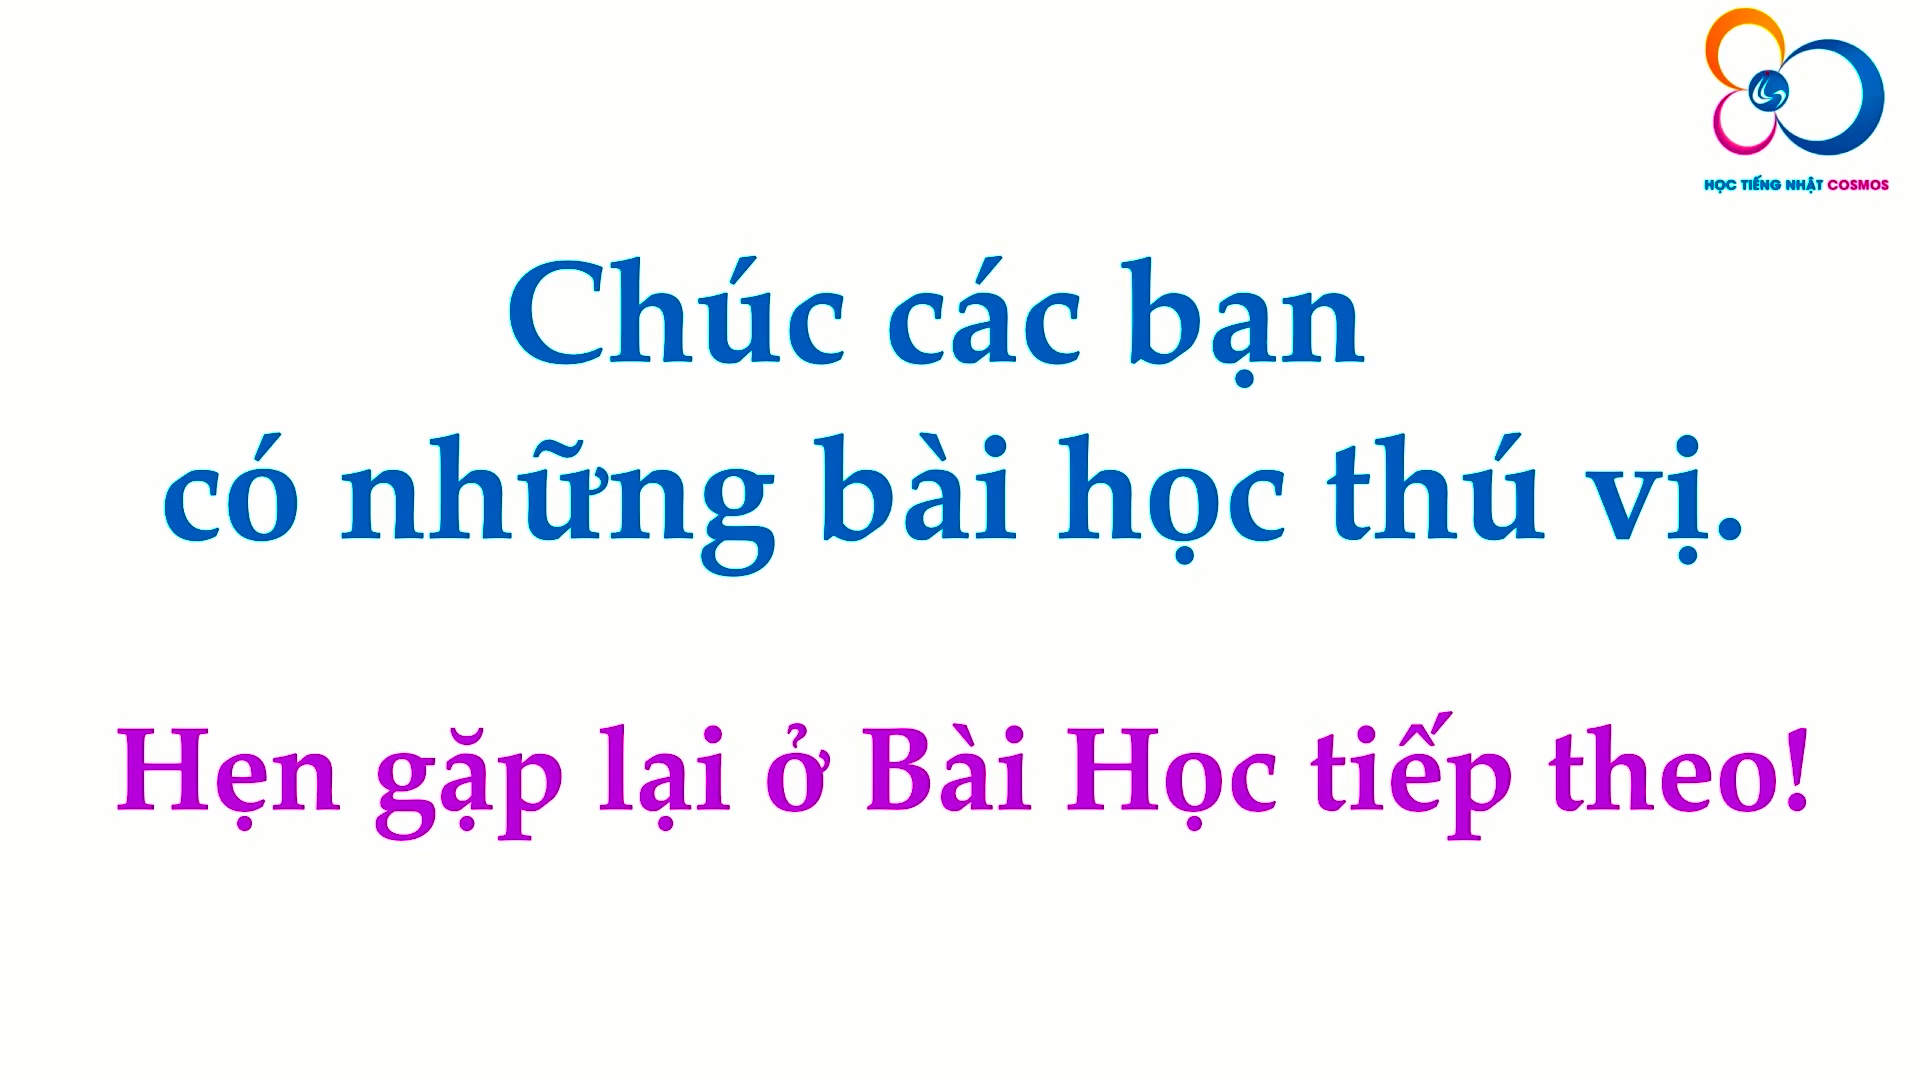 HỌC TIẾNG NHẬT COSMOS
Chúc các bạn
có những bài học thú vị.
Hẹn gặp lại ở Bài Học tiếp theo!